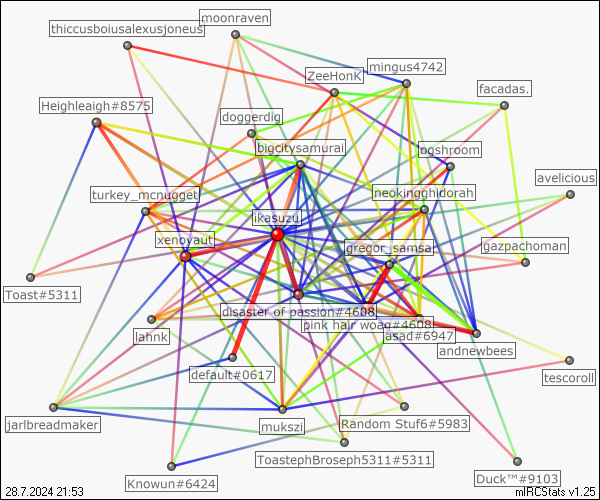 moonraven
thiccusboiusalexusjoneus
mingus4742
ZeeHonK
facadas.
Heighleaigh#8575
doggerdig
bigcitysamurai
logshroom
avelicious
turkey_mcnugget
neokingghidorah
ikasuzu
xenoyaut
gregor_samsa
gazpachoman
Toast#5311
disaster of passion#4608
pink hair woag#4608
lahnk
asad#6947
andnewbees
default#0617
tescoroll
jarlbreadmaker
mukszi
Random Stuf6#5983
ToastephBroseph5311#5311
Knowun#6424
Duck™#9103
28.7.2024 21:53
mIRCStats v1.25